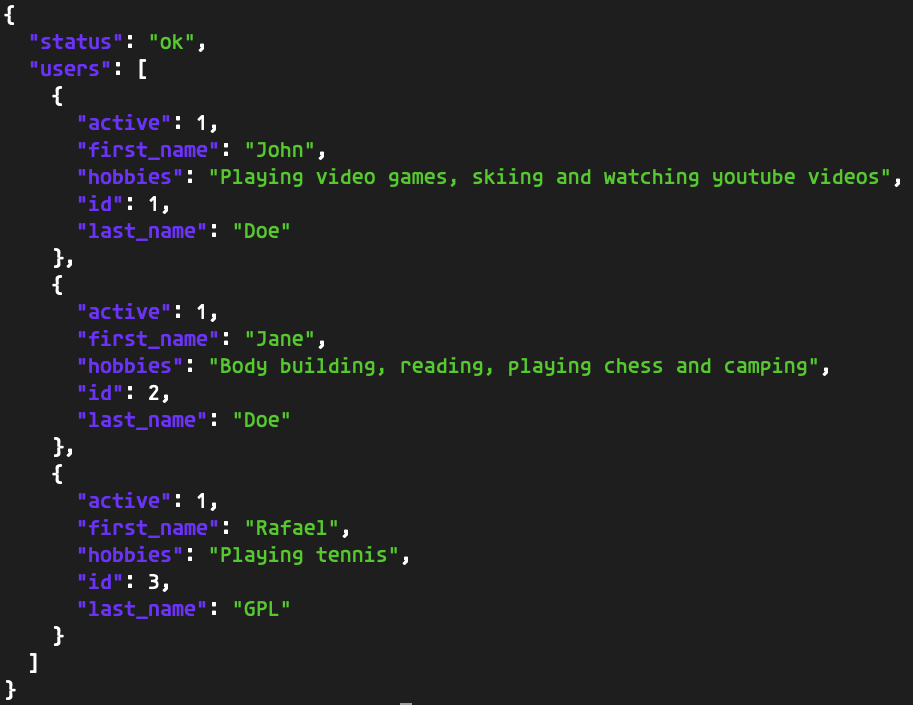 {
  "status": "ok",
  "users": [
    {
      "active": 1,
      "first_name": "John",
      "hobbies": "Playing video games, skiing and watching youtube videos",
      "id": 1,
      "last_name": "Doe"
    },
    {
      "active": 1,
      "first_name": "Jane",
      "hobbies": "Body building, reading, playing chess and camping",
      "id": 2,
      "last_name": "Doe"
    },
    {
      "active": 1,
      "first_name": "Rafael",
      "hobbies": "Playing tennis",
      "id": 3,
      "last_name": "GPL"
    }
  ]
}